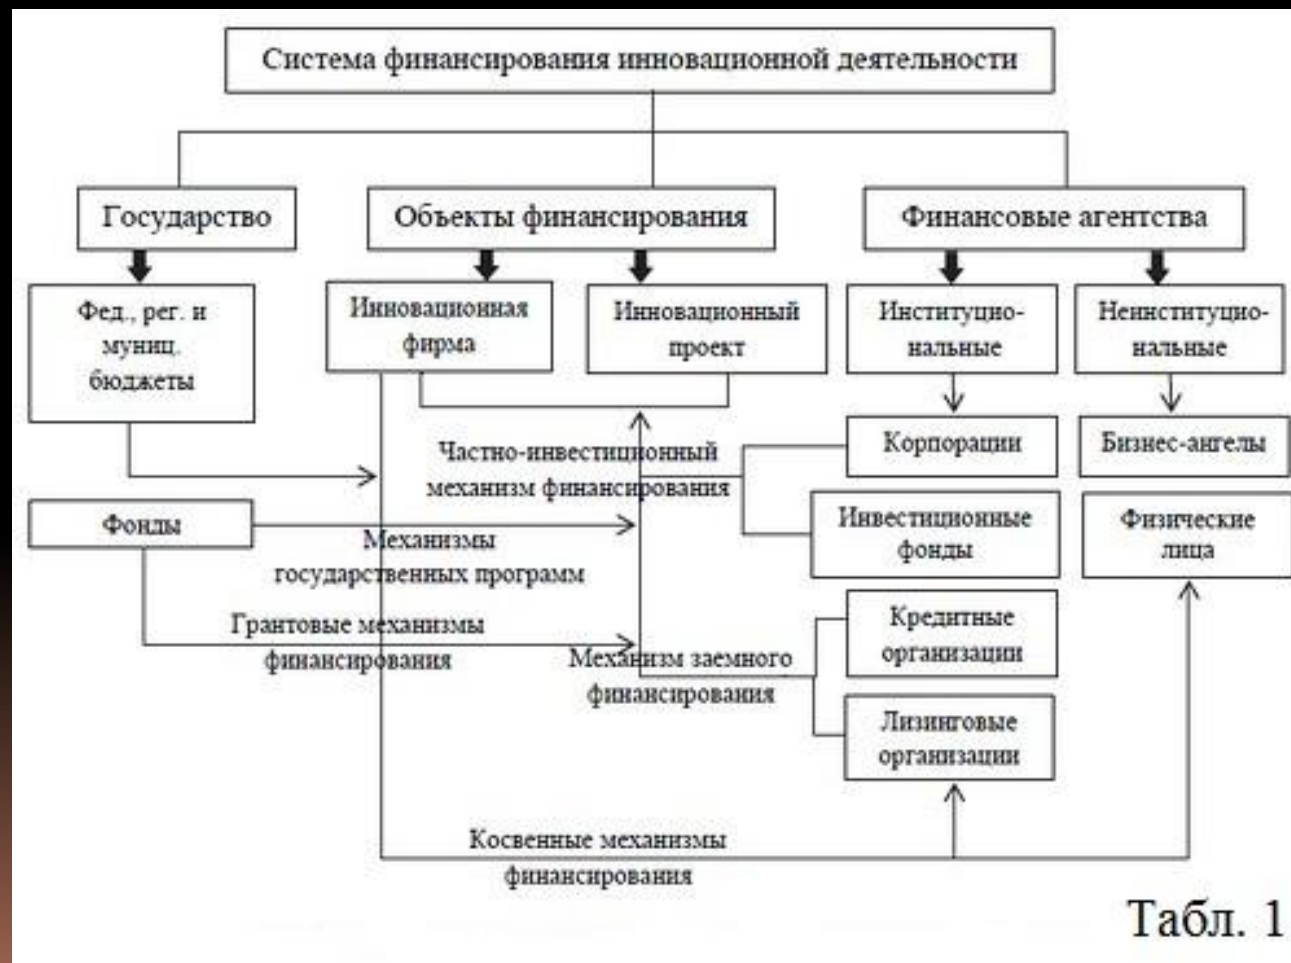 Система финансирования инновационной деятельности
Государство
Объекты финансирования
Финансовые агентства
Фед., рег. и
муниц.
бюджеты
Инновационная
фирма
Инновационный
проект
Институцио-
нальные
Неинституцио-
нальные
Частно-инвестиционный
механизм финансирования
Корпорации
Бизнес-ангелы
Фонды
Механизмы
государственных программ
Инвестиционные
фонды
Физические
лица
Грантовые механизмы
финансирования
Механизм заемного
финансирования
Кредитные
организации
Лизинговые
организации
Косвенные механизмы
финансирования
Табл. 1